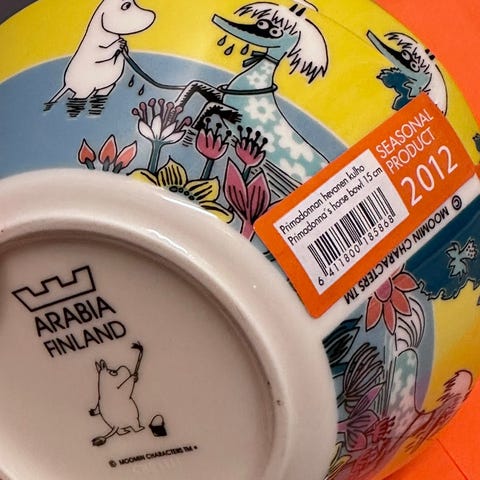 SEASONAL
PRODUCT
2012
Primadonnan hevonen kulho
Primadonna's horse bowl 15 cm
6 411800 185868
© MOOMIN CHARACTERS TM
ARABIA
FINLAND
© MOOMIN CHARACTERS TM